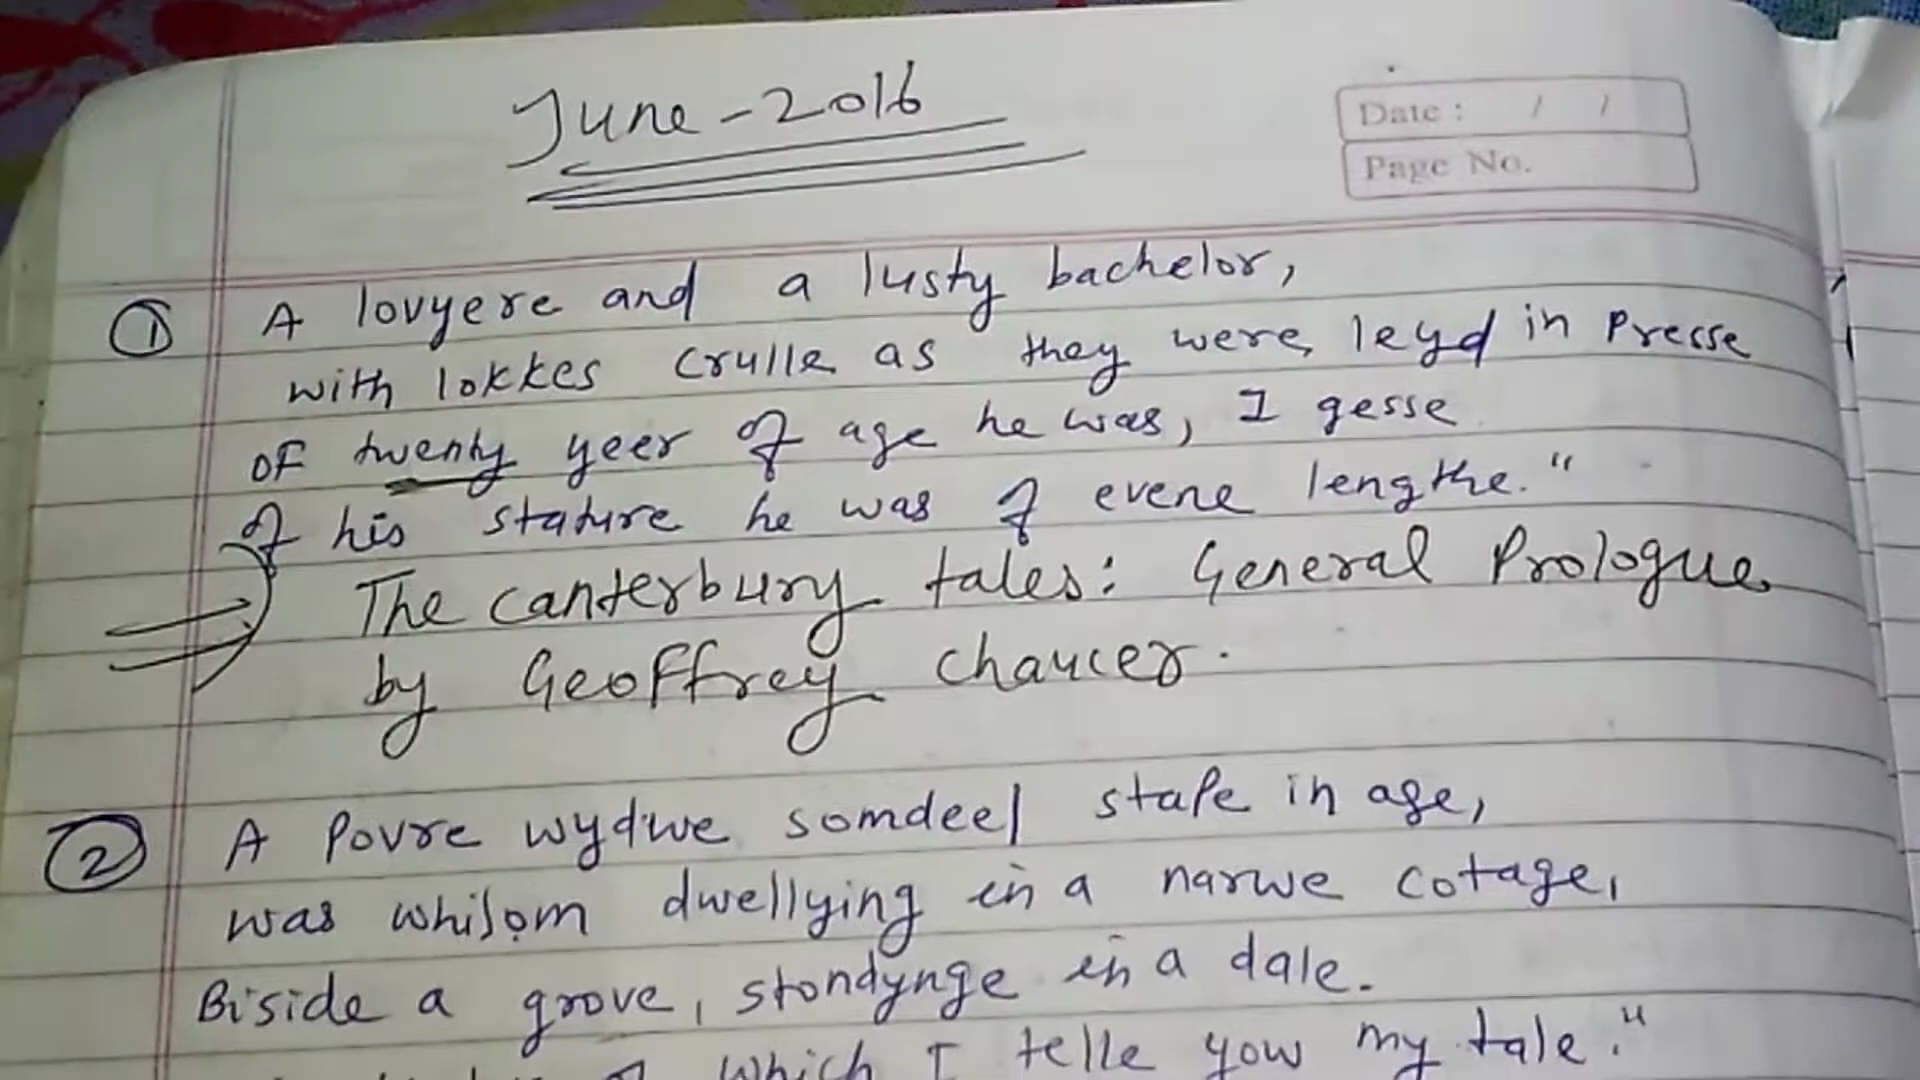 June-2016
Date : / /
Page No.
① A lovyere and a lusty bachelor,
with lokkes crulle as they were leyd in presse
of twenty yeer of age he was, I gesse
of his stature he was of evene lengthe."
The canterbury tales: General Prologue
by Geoffrey chaucer.
② A Povre wydwe somdeel stape in age,
was whilom dwellying in a narwe cotage,
Biside a grove, stondynge in a dale.
which I telle yow my tale."